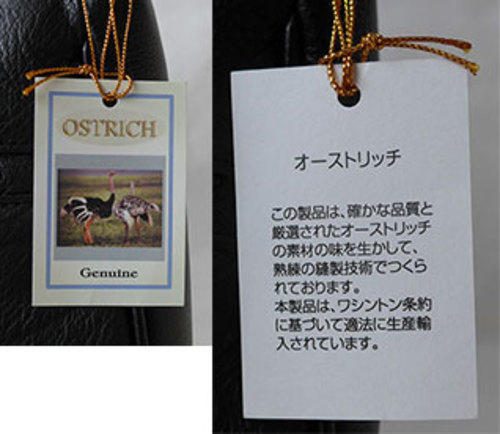 OSTRICH
Genuine
オーストリッチ
この製品は、確かな品質と
厳選されたオーストリッチ
の素材の味を生かして、
熟練の縫製技術でつくら
れております。
本製品は、ワシントン条約
に基づいて適法に生産輸
入されています。